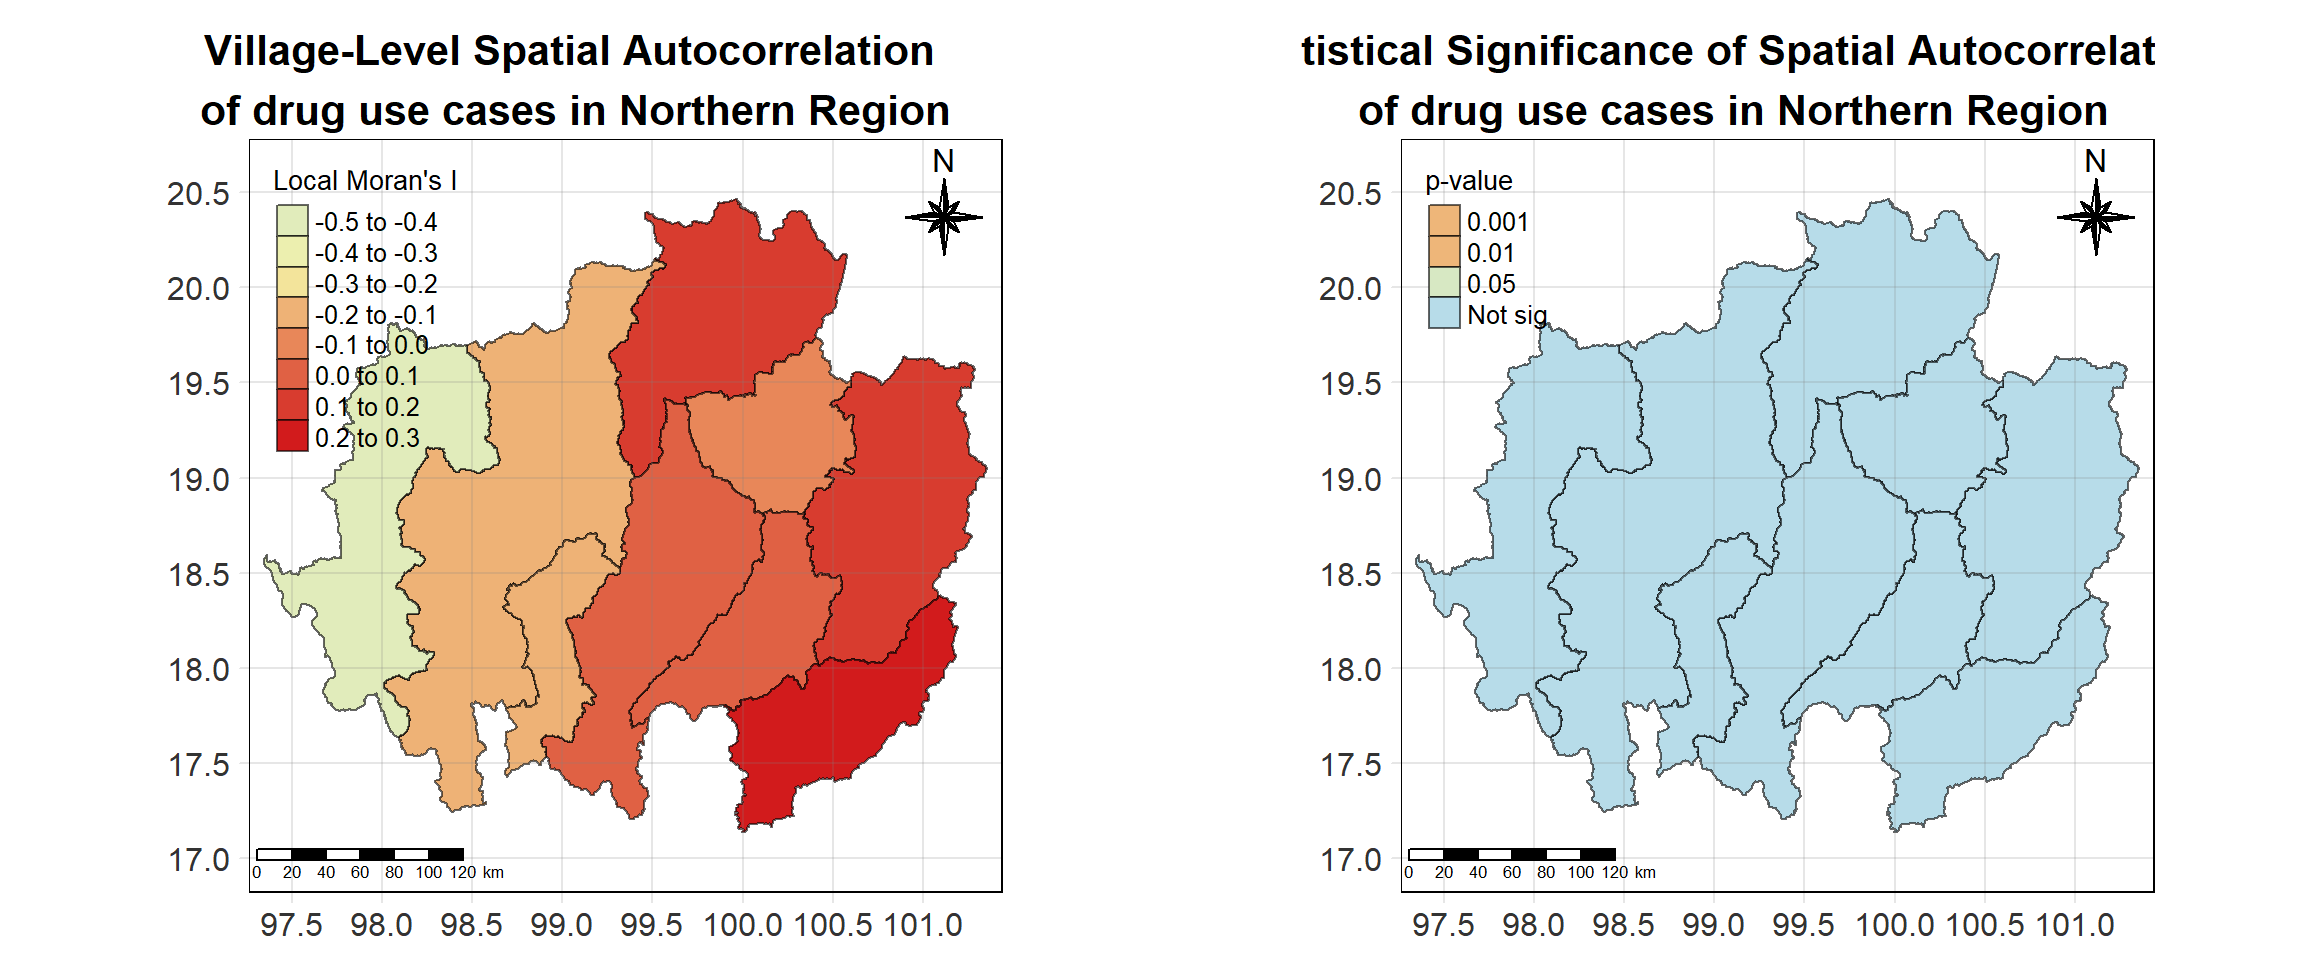 Village-Level Spatial Autocorrelation
of drug use cases in Northern Region
N
Local Moran's I
-0.5 to -0.4
-0.4 to -0.3
-0.3 to -0.2
-0.2 to -0.1
-0.1 to 0.0
0.0 to 0.1
0.1 to 0.2
0.2 to 0.3
20.5
20.0
19.5
19.0
18.5
18.0
17.5
17.0
0 20 40 60 80 100 120 km
97.5 98.0 98.5 99.0 99.5 100.0 100.5 101.0
tistical Significance of Spatial Autocorrelat
of drug use cases in Northern Region
N
p-value
0.001
0.01
0.05
Not sig
20.5
20.0
19.5
19.0
18.5
18.0
17.5
17.0
0 20 40 60 80 100 120 km
97.5 98.0 98.5 99.0 99.5 100.0 100.5 101.0